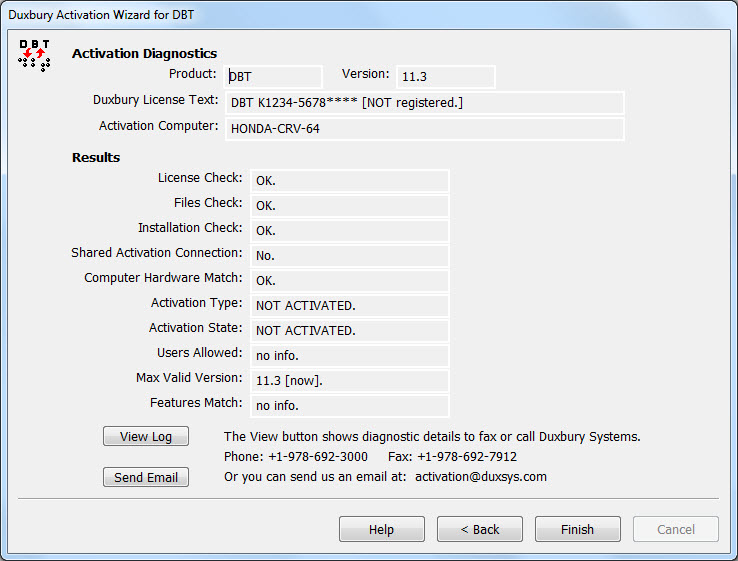 Duxbury Activation Wizard for DBT
DBT
Activation Diagnostics
Product: DBT Version: 11.3
Duxbury License Text: DBT K1234-5678**** [NOT registered.]
Activation Computer: HONDA-CRV-64
Results
License Check: OK.
Files Check: OK.
Installation Check: OK.
Shared Activation Connection: No.
Computer Hardware Match: OK.
Activation Type: NOT ACTIVATED.
Activation State: NOT ACTIVATED.
Users Allowed: no info.
Max Valid Version: 11.3 [now].
Features Match: no info.
View Log The View button shows diagnostic details to fax or call Duxbury Systems.
Phone: +1-978-692-3000 Fax: +1-978-692-7912
Send Email Or you can send us an email at: activation@duxsys.com
Help < Back Finish Cancel